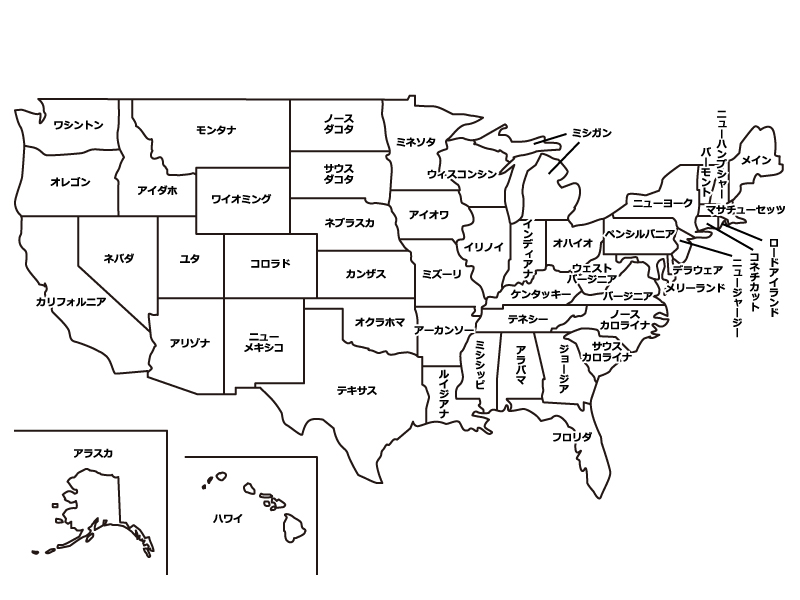 ワシントン
モンタナ
ノース
ダコタ
ミネソタ
ミシガン
ニューハンプシャー
バーモント
メイン
オレゴン
アイダホ
ワイオミング
サウス
ダコタ
ウィスコンシン
ニューヨーク
マサチューセッツ
ネブラスカ
アイオワ
ネバダ
ユタ
コロラド
カンザス
ミズーリ
イリノイ
インディアナ
オハイオ
ペンシルバニア
ロードアイランド
コネチカット
ニュージャージー
デラウェア
メリーランド
ウェスト
バージニア
バージニア
ケンタッキー
カリフォルニア
アリゾナ
ニュー
メキシコ
オクラホマ
アーカンソー
テネシー
ノース
カロライナ
サウス
カロライナ
テキサス
ルイジアナ
ミシシッピ
アラバマ
ジョージア
フロリダ
アラスカ
ハワイ